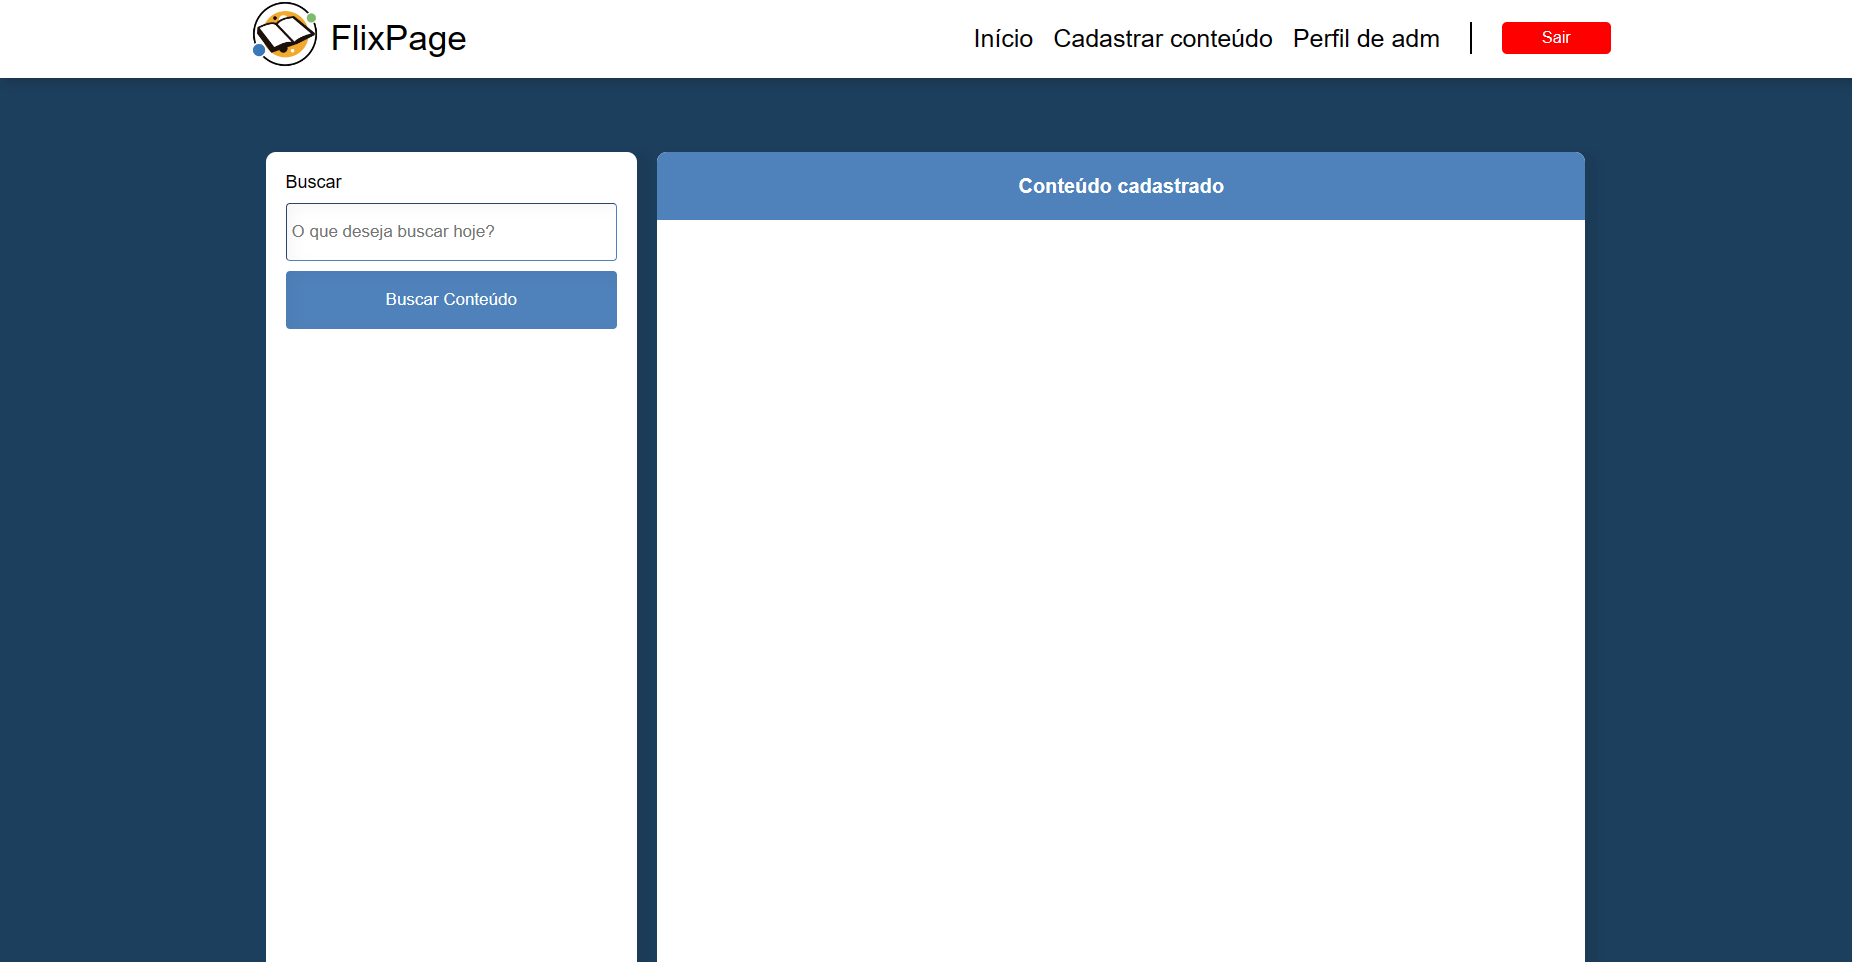 FlixPage
Início Cadastrar conteúdo Perfil de adm Sair
Buscar
O que deseja buscar hoje?
Buscar Conteúdo
Conteúdo cadastrado